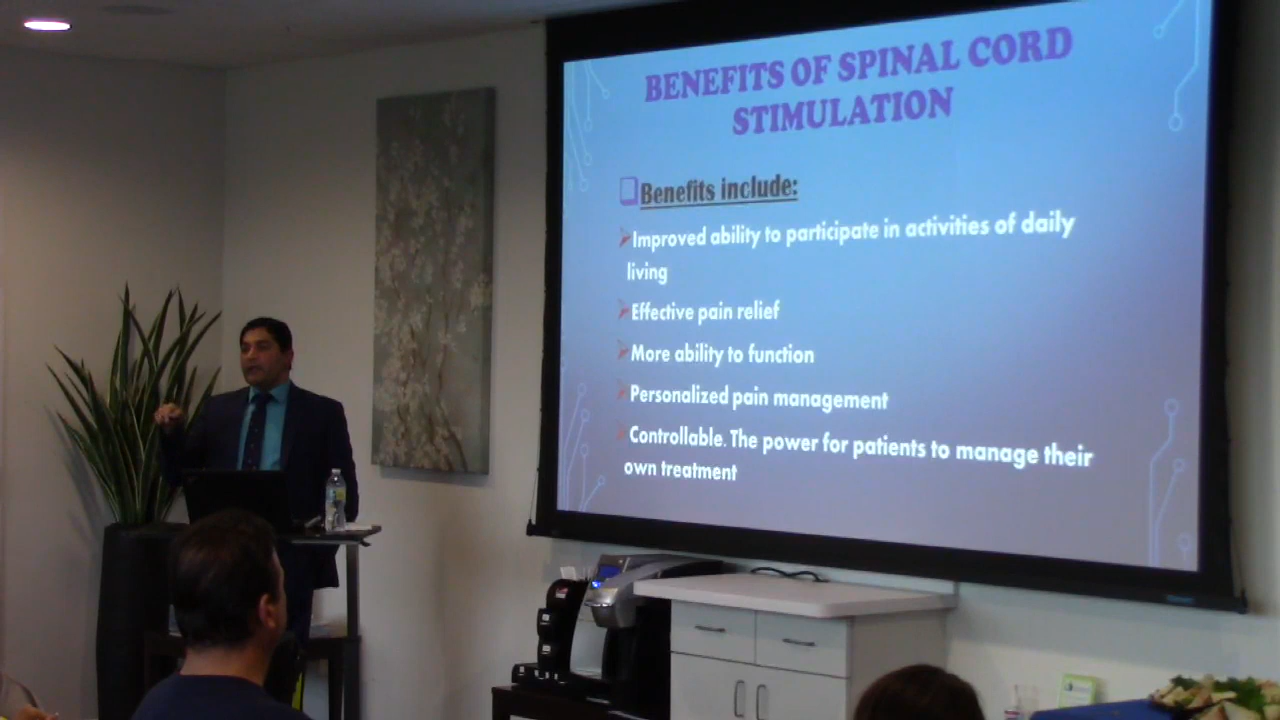 BENEFITS OF SPINAL CORD
STIMULATION
Benefits include:
Improved ability to participate in activities of daily
living
Effective pain relief
More ability to function
Personalized pain management
Controllable. The power for patients to manage their
own treatment